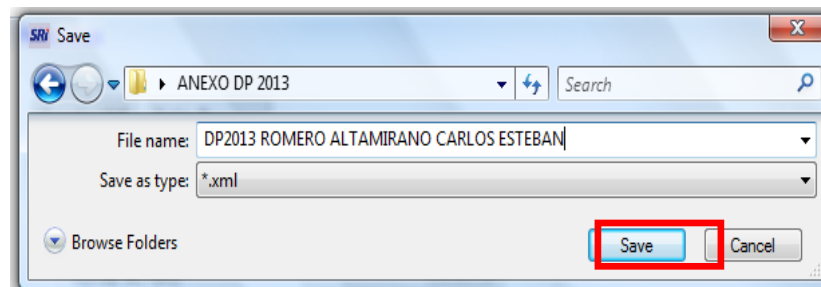 SRi Save
ANEXO DP 2013
Search
File name: DP2013 ROMERO ALTAMIRANO CARLOS ESTEBAN
Save as type: *.xml
Browse Folders
Save
Cancel